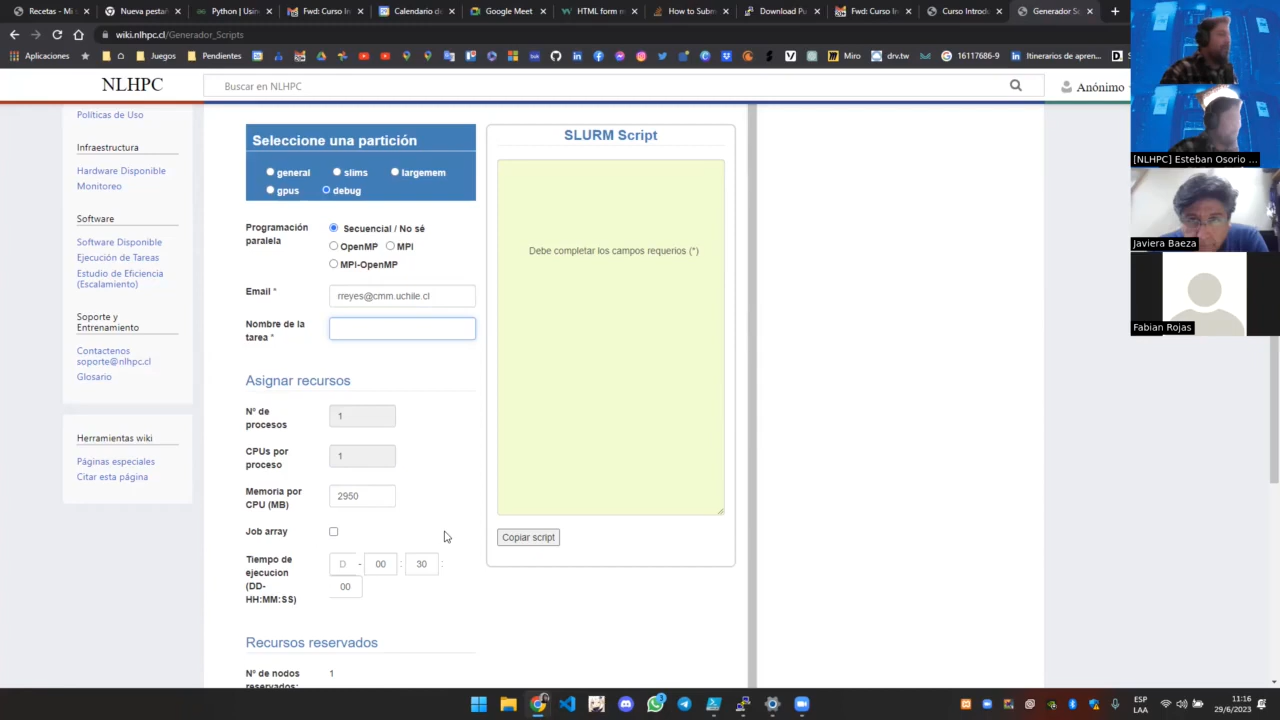 Recetas • Mi
Nueva pestañ
Python | Usin
Fwd: Curso In
Calendario de
Google Meet
HTML form m
How to Subm
Download Pu
Fwd: Curso In
Curso Introdu
Generador Sc
wiki.nlhpc.cl/Generador_Scripts
Aplicaciones
Juegos
Pendientes
Miro
drv.tw
16117686-9
Itinerarios de apren...
NLHPC
Buscar en NLHPC
Anónimo
Políticas de Uso
Infraestructura
Hardware Disponible
Monitoreo
Software
Software Disponible
Ejecución de Tareas
Estudio de Eficiencia
(Escalamiento)
Soporte y
Entrenamiento
Contactenos
soporte@nlhpc.cl
Glosario
Herramientas wiki
Páginas especiales
Citar esta página
Seleccione una partición
general slims largemem
gpus debug
Programación
paralela
Secuencial / No sé
OpenMP MPI
MPI-OpenMP
Email *
rreyes@cmm.uchile.cl
Nombre de la
tarea *
Asignar recursos
Nº de
procesos
1
CPUs por
proceso
1
Memoria por
CPU (MB)
2950
Job array
Tiempo de
ejecucion
(DD-
HH:MM:SS)
D - 00 : 30 :
00
Recursos reservados
Nº de nodos
reservados:
1
SLURM Script
Debe completar los campos requerios (*)
Copiar script
[NLHPC] Esteban Osorio ...
Javiera Baeza
Fabian Rojas
3
ESP
LAA
11:16
29/6/2023